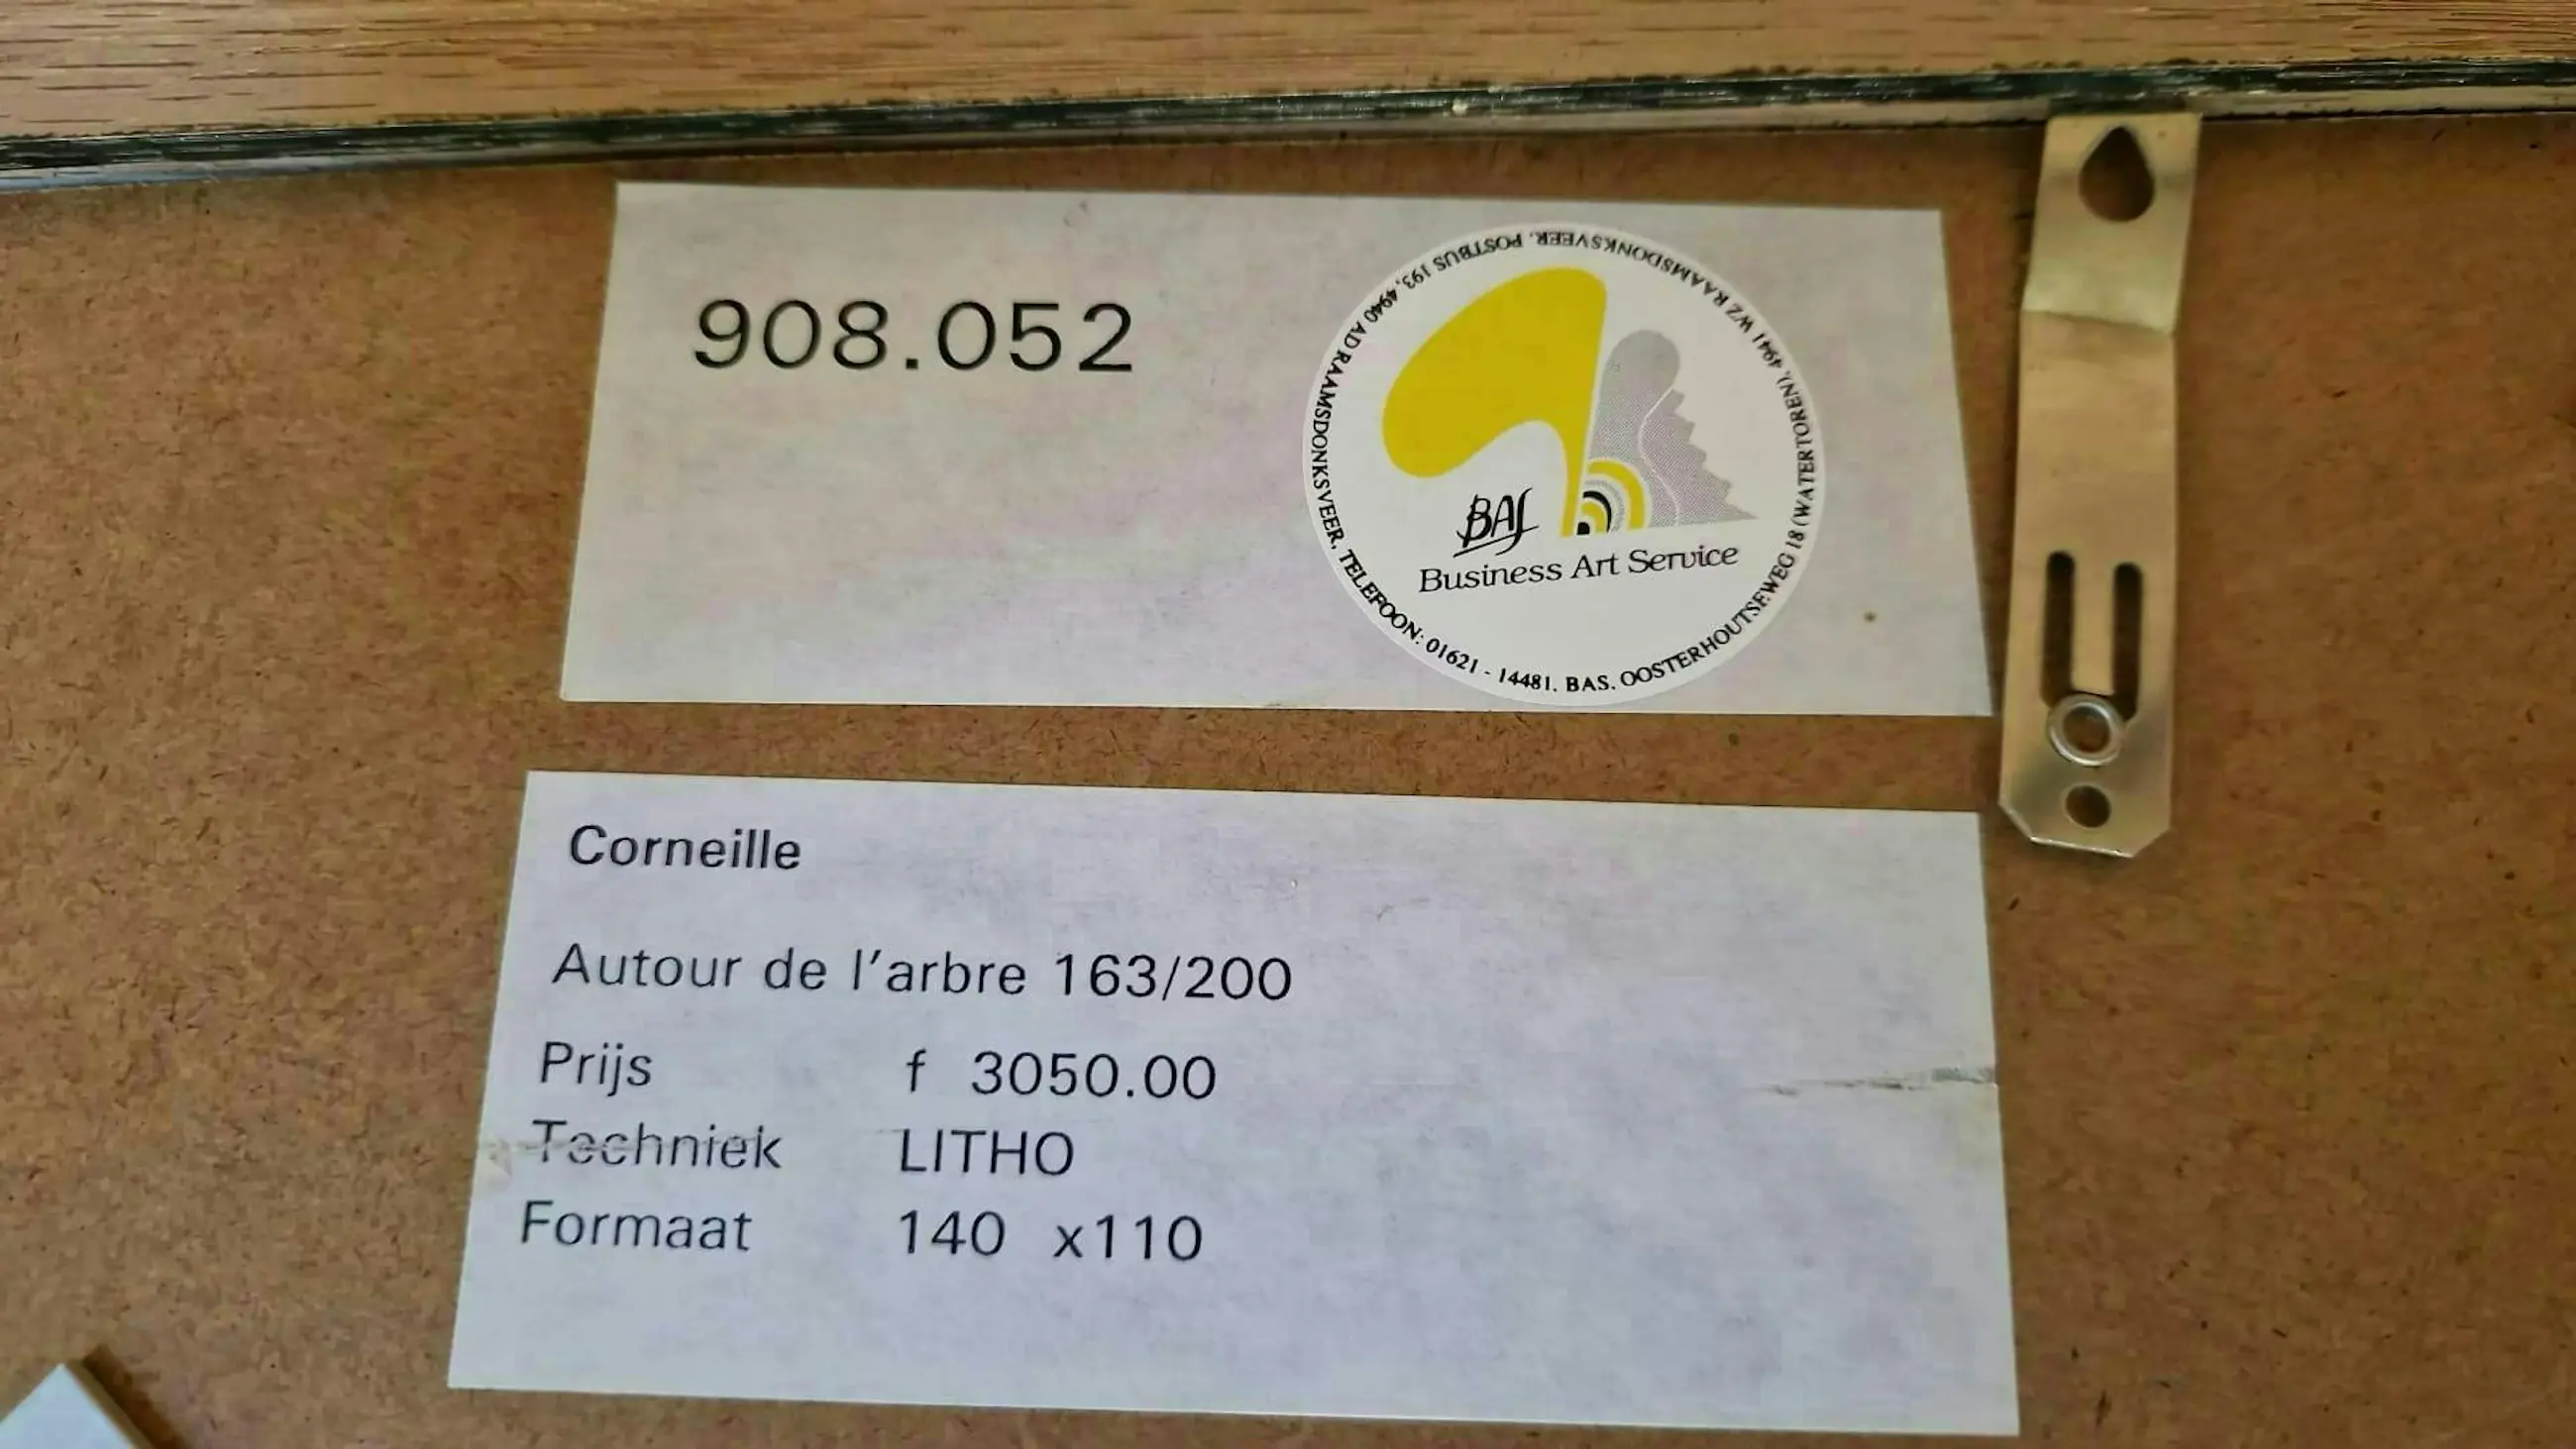 908.052
BAS
Business Art Service
BAS. OOSTERHOUTSEWEG 18 (WATERTOREN), 4941 WZ RAAMSDONKSVEER. POSTBUS 193, 4940 AD RAAMSDONKSVEER. TELEFOON: 01621 - 14481.
Corneille
Autour de l'arbre 163/200
Prijs f 3050.00
Techniek LITHO
Formaat 140 x110